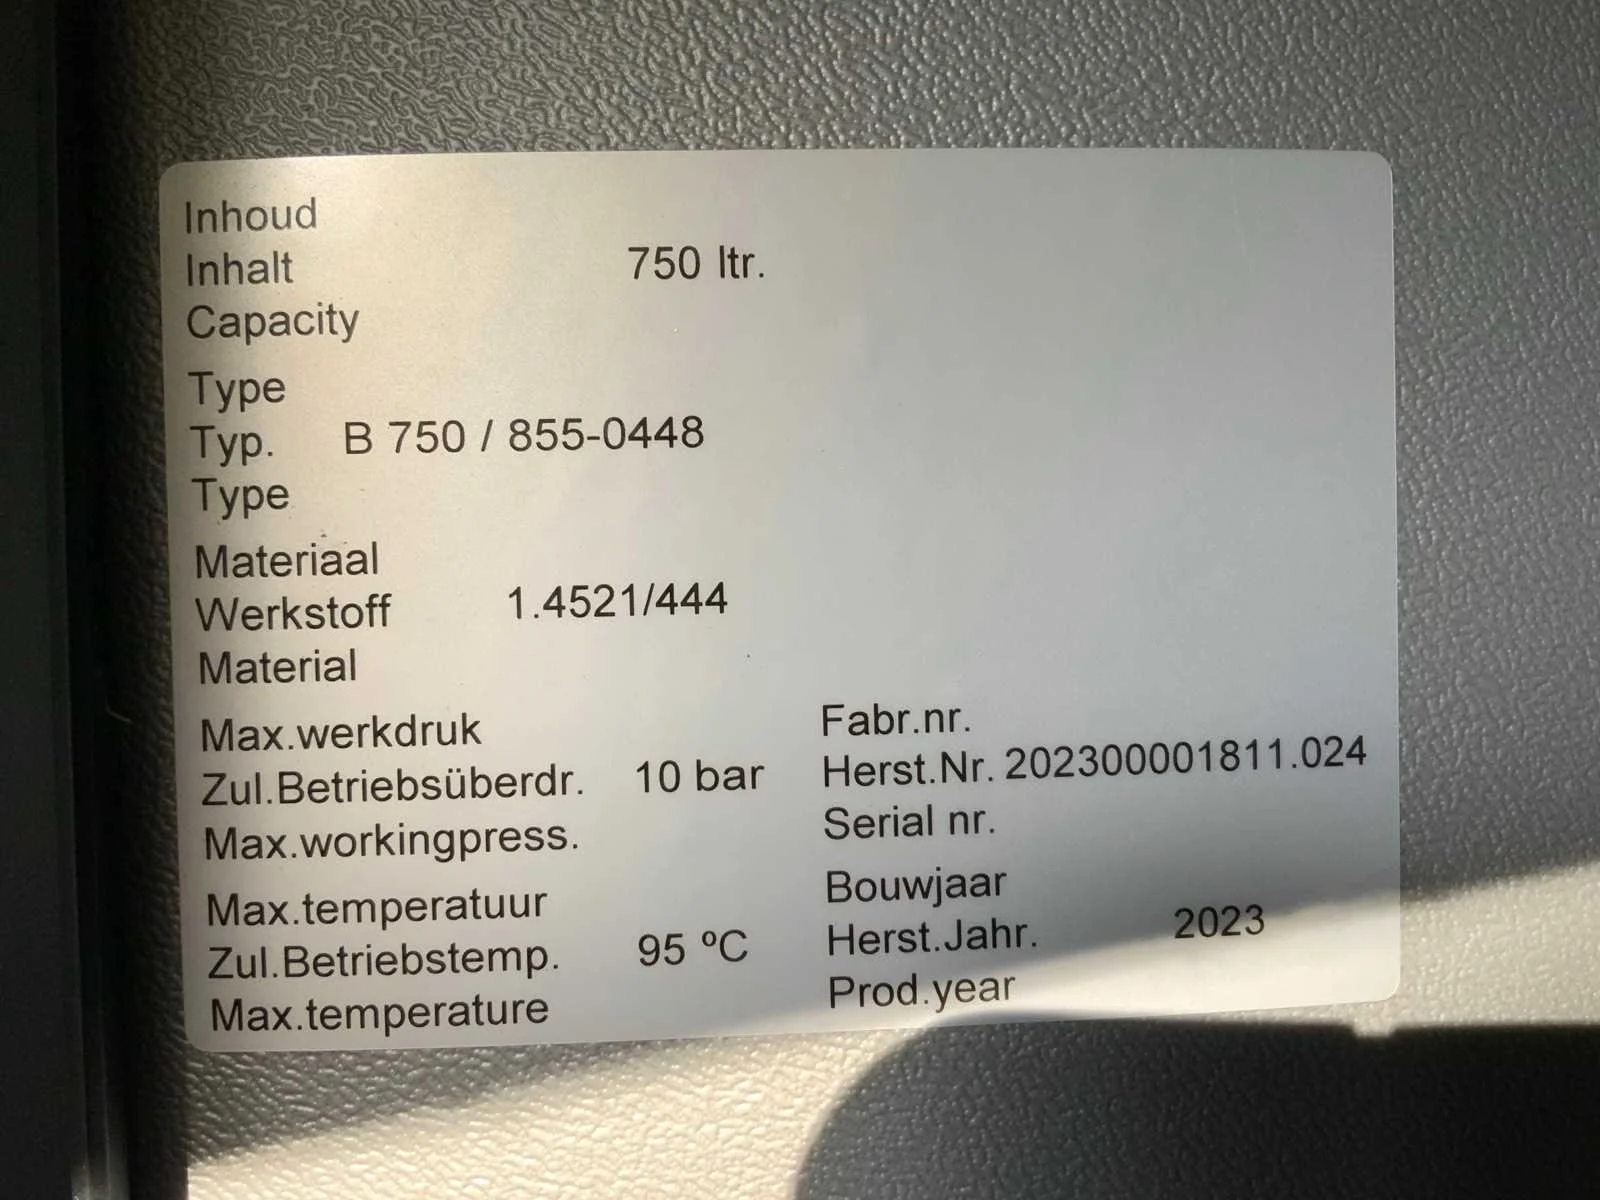 Inhoud
Inhalt 750 ltr.
Capacity
Type
Typ. B 750 / 855-0448
Type
Materiaal
Werkstoff 1.4521/444
Material
Max.werkdruk
Zul.Betriebsüberdr. 10 bar
Max.workingpress.
Fabr.nr.
Herst.Nr. 202300001811.024
Serial nr.
Max.temperatuur
Zul.Betriebstemp. 95 ºC
Max.temperature
Bouwjaar
Herst.Jahr. 2023
Prod.year